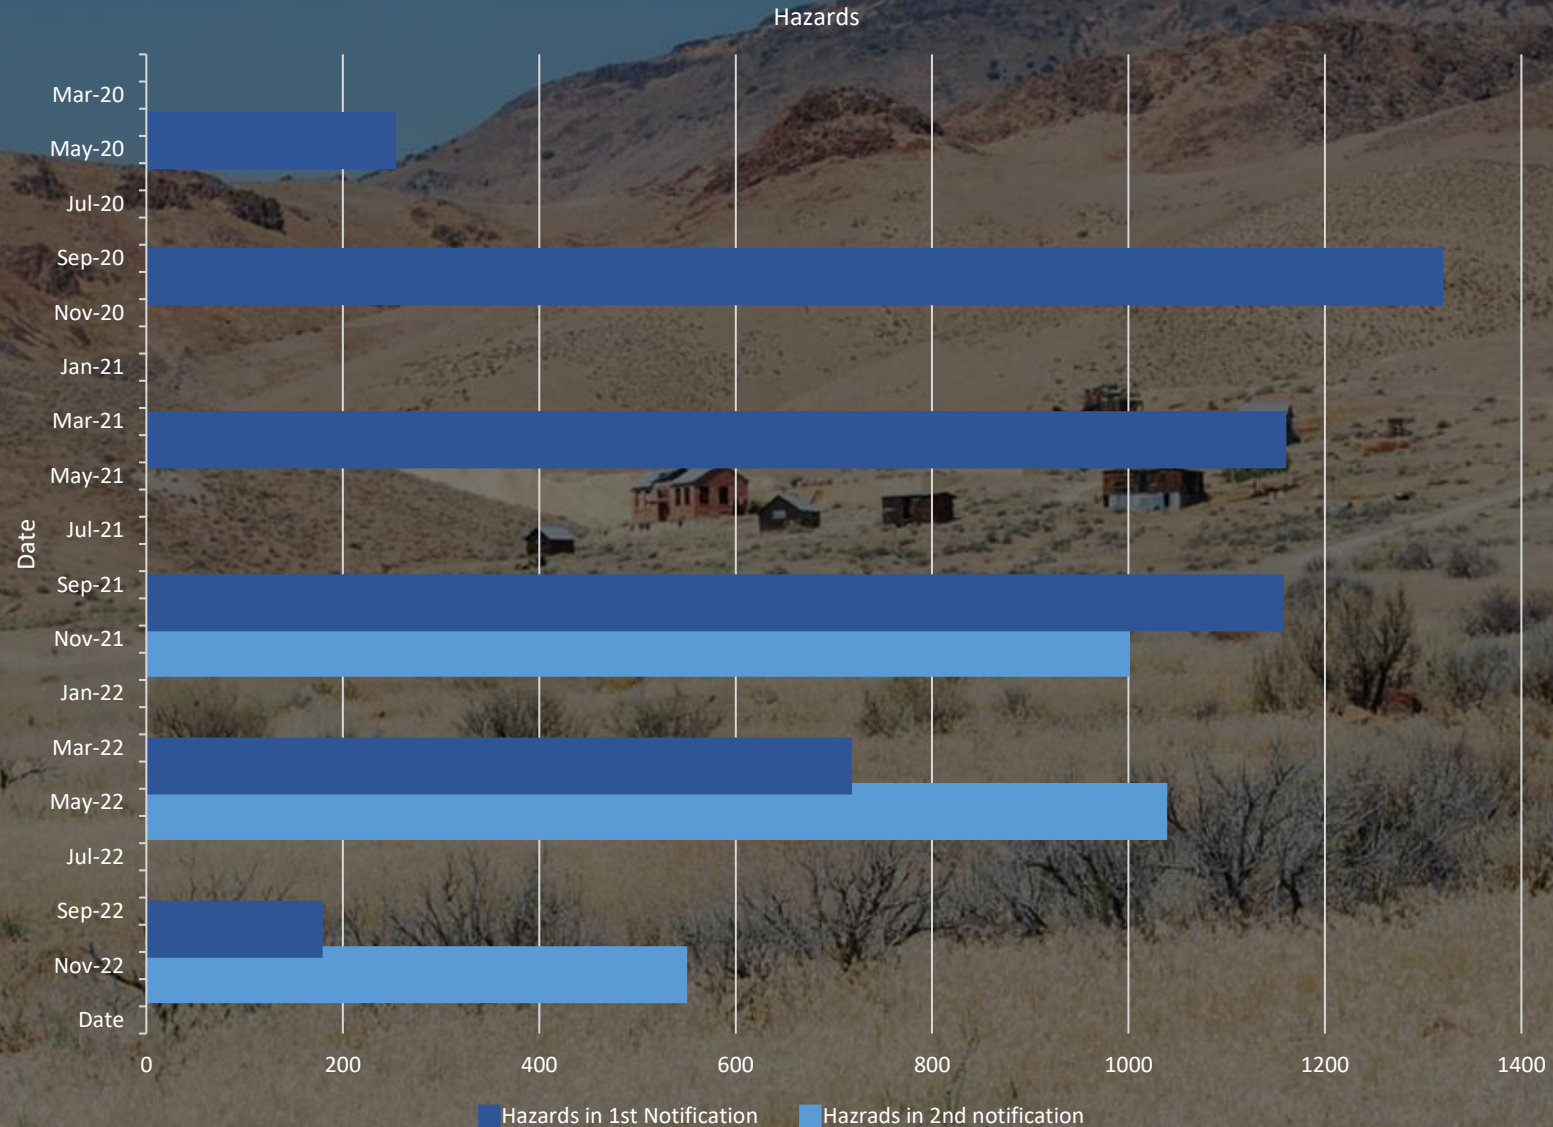 Hazards
Mar-20
May-20
Jul-20
Sep-20
Nov-20
Jan-21
Mar-21
May-21
Jul-21
Sep-21
Nov-21
Jan-22
Mar-22
May-22
Jul-22
Sep-22
Nov-22
Date
Date
0 200 400 600 800 1000 1200 1400
Hazards in 1st Notification Hazrads in 2nd notification